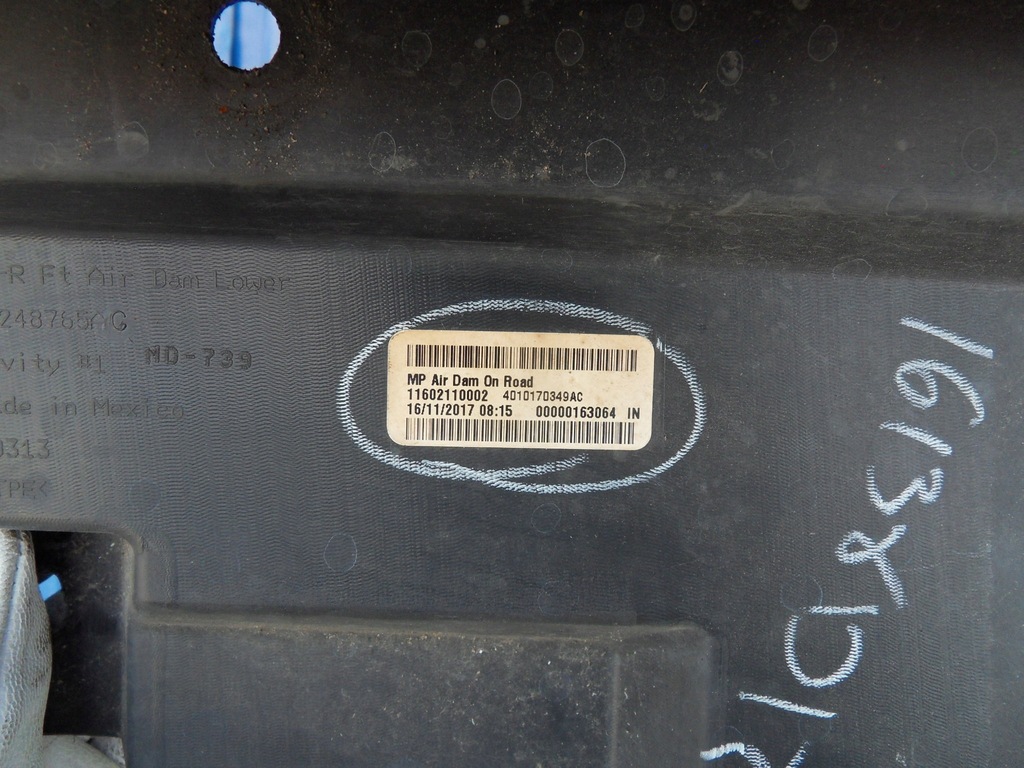 -R Ft Air Dam Lower
248765AC
vity #1 MD-739
de in Mexico
0313
TPE<
MP Air Dam On Road
11602110002 4010170349AC
16/11/2017 08:15 00000163064 IN